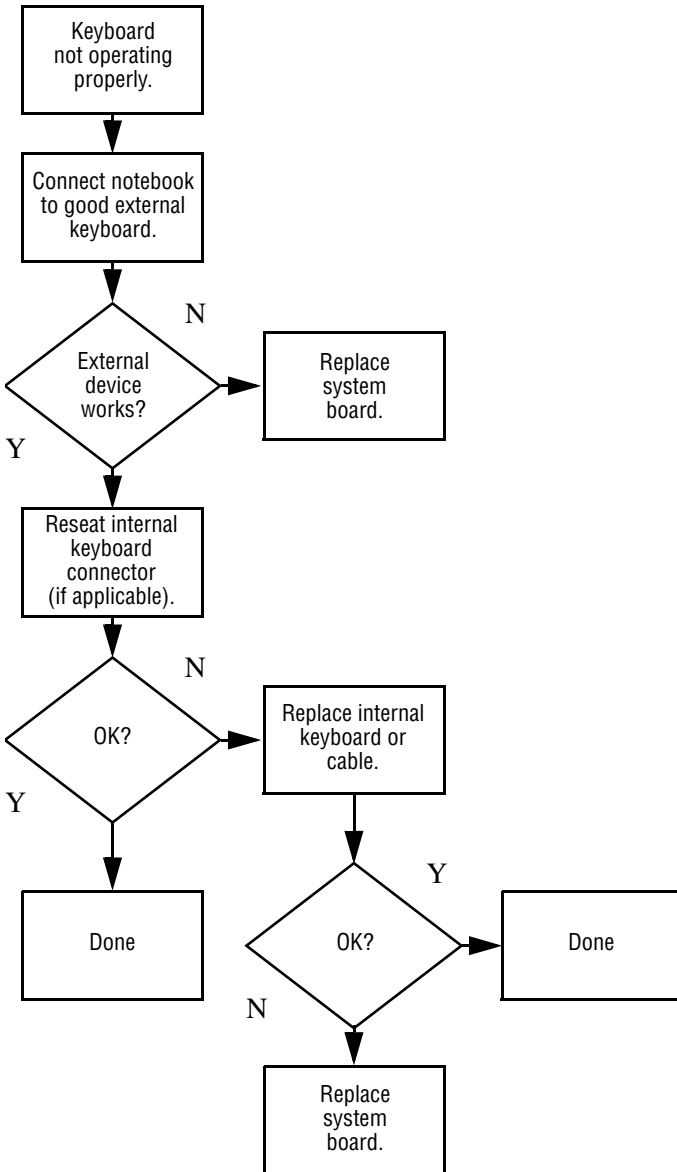 Keyboard
not operating
properly.
Connect notebook
to good external
keyboard.
N
External
device
works?
Replace
system
board.
Y
Reseat internal
keyboard
connector
(if applicable).
N
OK?
Replace internal
keyboard or
cable.
Y
Y
Done
OK?
Done
N
Replace
system
board.